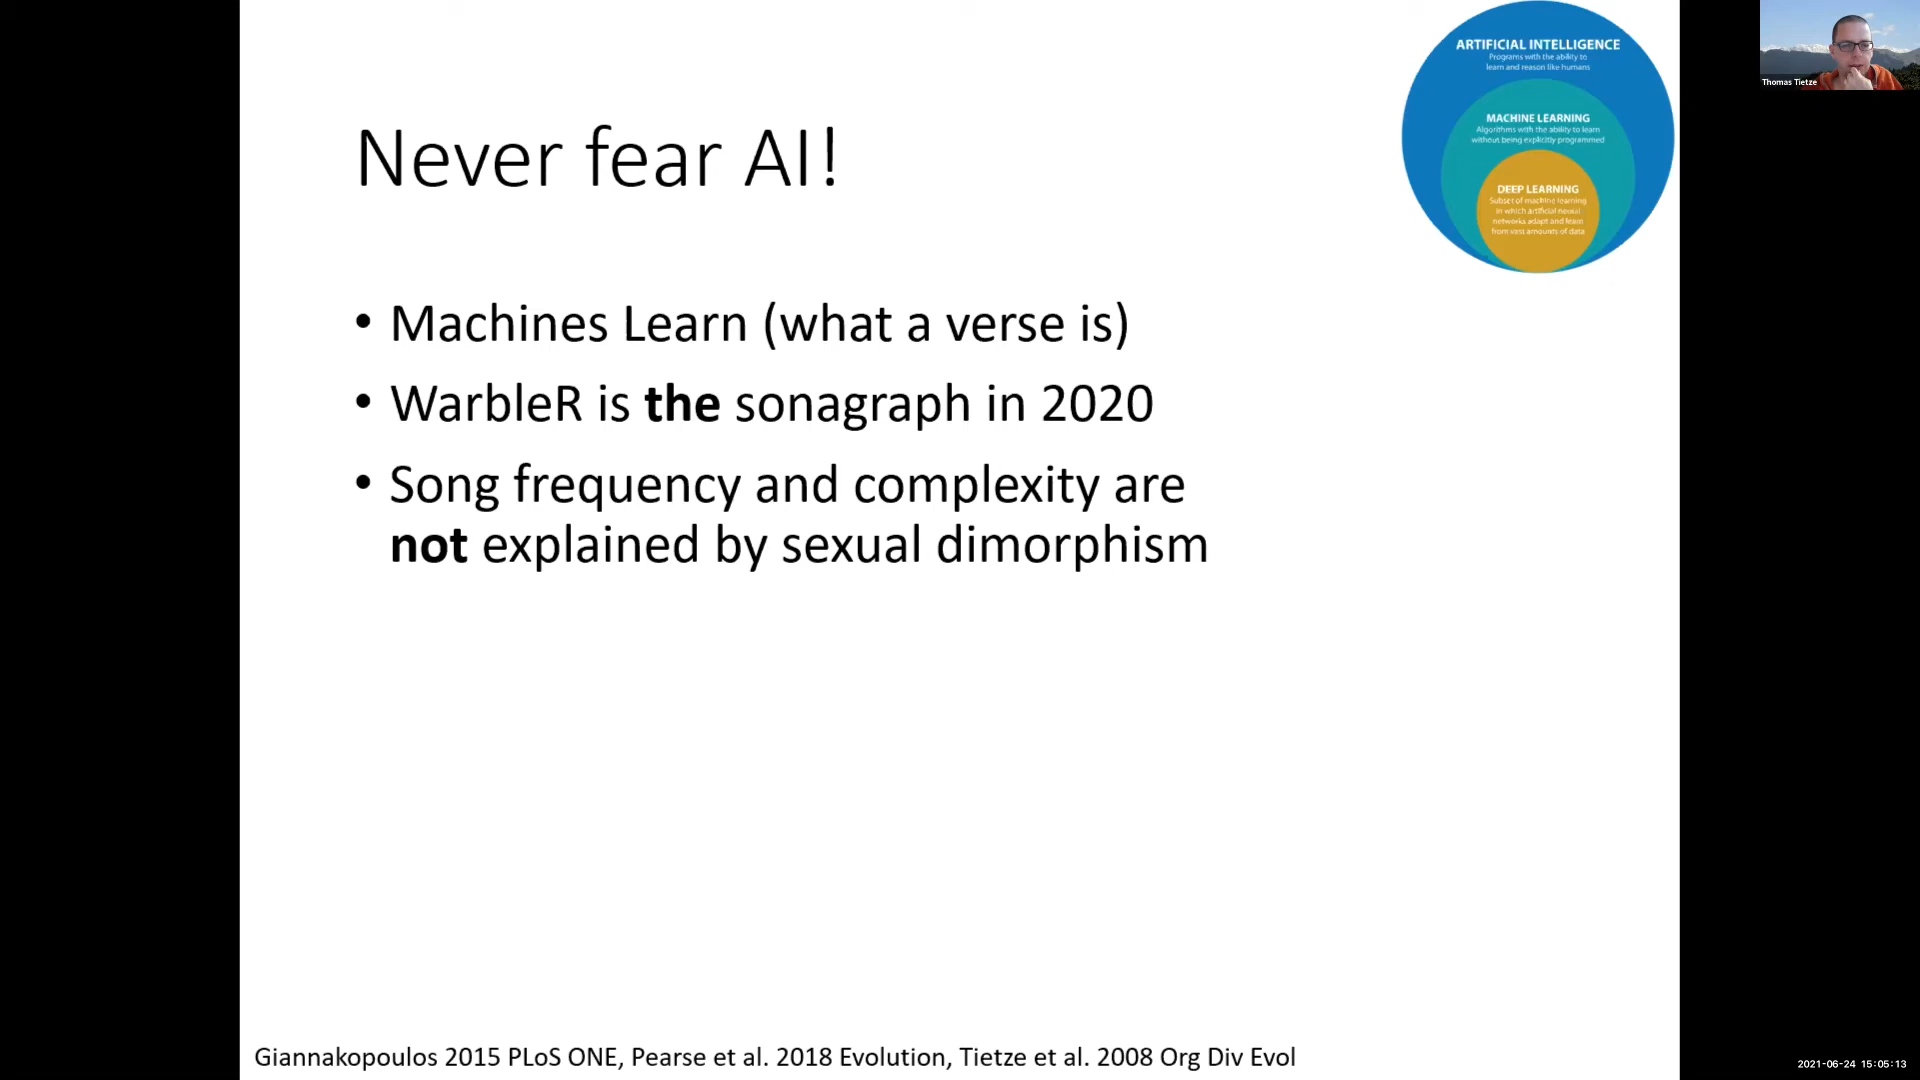 Never fear AI!
• Machines Learn (what a verse is)
• WarbleR is the sonagraph in 2020
• Song frequency and complexity are
not explained by sexual dimorphism
Giannakopoulos 2015 PLoS ONE, Pearse et al. 2018 Evolution, Tietze et al. 2008 Org Div Evol
ARTIFICIAL INTELLIGENCE
Programs with the ability to
learn and reason like humans
MACHINE LEARNING
Algorithms with the ability to learn
without being explicitly programmed
DEEP LEARNING
Subset of machine learning
in which artificial neural
networks adapt and learn
from vast amounts of data
Thomas Tietze
2021-06-24 15:05:13